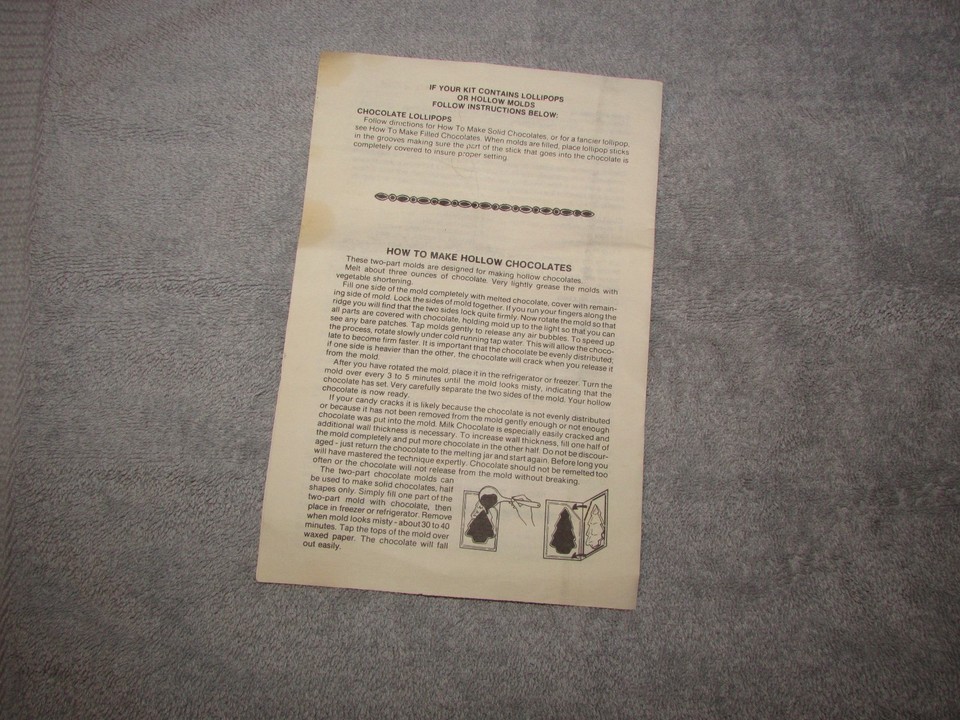 IF YOUR KIT CONTAINS LOLLIPOPS
OR HOLLOW MOLDS
FOLLOW INSTRUCTIONS BELOW:
CHOCOLATE LOLLIPOPS
Follow directions for How To Make Solid Chocolates, or for a fancier lollipop,
see How To Make Filled Chocolates. When molds are filled, place lollipop sticks
in the grooves making sure the part of the stick that goes into the chocolate is
completely covered to insure proper setting.
HOW TO MAKE HOLLOW CHOCOLATES
These two-part molds are designed for making hollow chocolates.
Melt about three ounces of chocolate. Very lightly grease the molds with
vegetable shortening.
Fill one side of the mold completely with melted chocolate, cover with remain-
ing side of mold. Lock the sides of mold together. If you run your fingers along the
ridge you will find that the two sides lock quite firmly. Now rotate the mold so that
all parts are covered with chocolate, holding mold up to the light so that you can
see any bare patches. Tap molds gently to release any air bubbles. To speed up
the process, rotate slowly under cold running tap water. This will allow the choco-
late to become firm faster. It is important that the chocolate be evenly distributed;
if one side is heavier than the other, the chocolate will crack when you release it
from the mold.
After you have rotated the mold, place it in the refrigerator or freezer. Turn the
mold over every 3 to 5 minutes until the mold looks misty, indicating that the
chocolate has set. Very carefully separate the two sides of the mold. Your hollow
chocolate is now ready.
If your candy cracks it is likely because the chocolate is not evenly distributed
or because it has not been removed from the mold gently enough or not enough
chocolate was put into the mold. Milk Chocolate is especially easily cracked and
additional wall thickness is necessary. To increase wall thickness, fill one half of
the mold completely and put more chocolate in the other half. Do not be discour-
aged - just return the chocolate to the melting jar and start again. Before long you
will have mastered the technique expertly. Chocolate should not be remelted too
often or the chocolate will not release from the mold without breaking.
The two-part chocolate molds can
be used to make solid chocolates, half
shapes only. Simply fill one part of the
two-part mold with chocolate, then
place in freezer or refrigerator. Remove
when mold looks misty - about 30 to 40
minutes. Tap the tops of the mold over
waxed paper. The chocolate will fall
out easily.